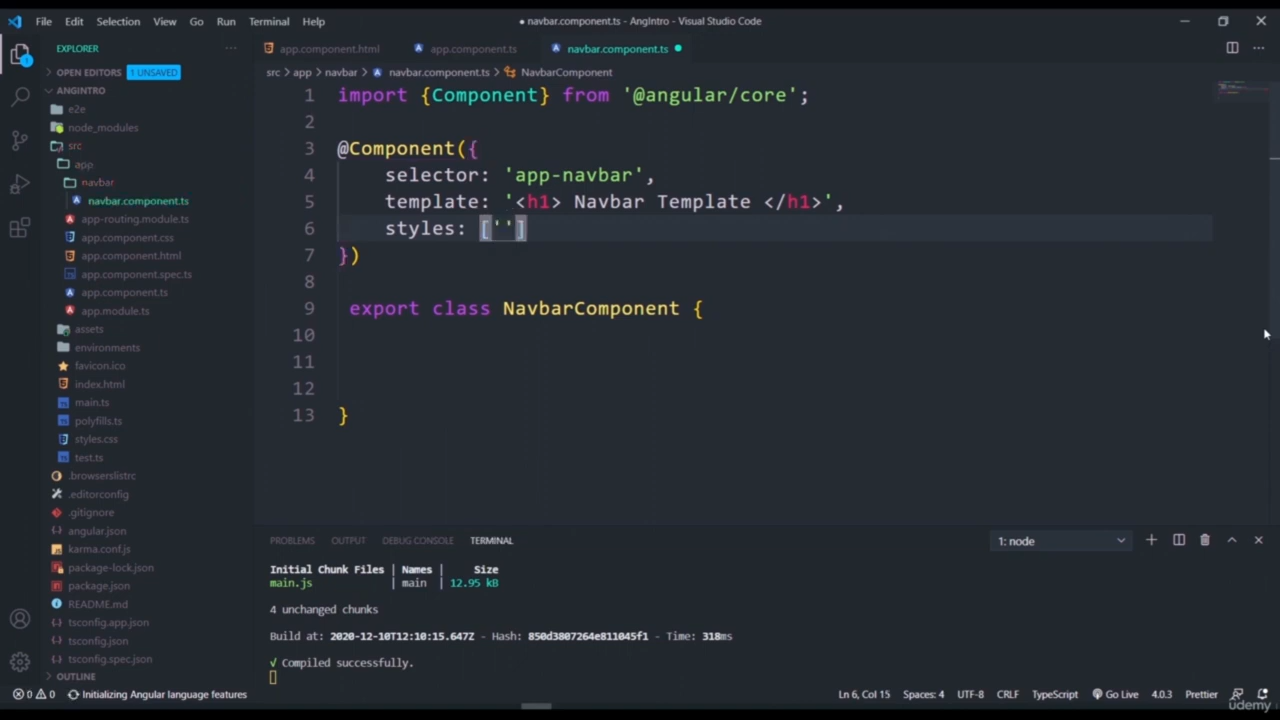 File Edit Selection View Go Run Terminal Help
● navbar.component.ts - AngIntro - Visual Studio Code
EXPLORER
app.component.html
app.component.ts
navbar.component.ts
OPEN EDITORS 1 UNSAVED
src > app > navbar > navbar.component.ts > NavbarComponent
ANGINTRO
e2e
node_modules
src
app
navbar
navbar.component.ts
app-routing.module.ts
app.component.css
app.component.html
app.component.spec.ts
app.component.ts
app.module.ts
assets
environments
favicon.ico
index.html
main.ts
polyfills.ts
styles.css
test.ts
.browserslistrc
.editorconfig
.gitignore
angular.json
karma.conf.js
package-lock.json
package.json
README.md
tsconfig.app.json
tsconfig.json
tsconfig.spec.json
OUTLINE
1 import {Component} from '@angular/core';
2
3 @Component({
4 selector: 'app-navbar',
5 template: '<h1> Navbar Template </h1>',
6 styles: ['']
7 })
8
9 export class NavbarComponent {
10
11
12
13 }
PROBLEMS OUTPUT DEBUG CONSOLE TERMINAL
1: node
Initial Chunk Files | Names | Size
main.js | main | 12.95 kB
4 unchanged chunks
Build at: 2020-12-10T12:10:15.647Z - Hash: 850d3807264e811045f1 - Time: 318ms
√ Compiled successfully.
0 0 Initializing Angular language features
Ln 6, Col 15 Spaces: 4 UTF-8 CRLF TypeScript Go Live 4.0.3 Prettier
udemy